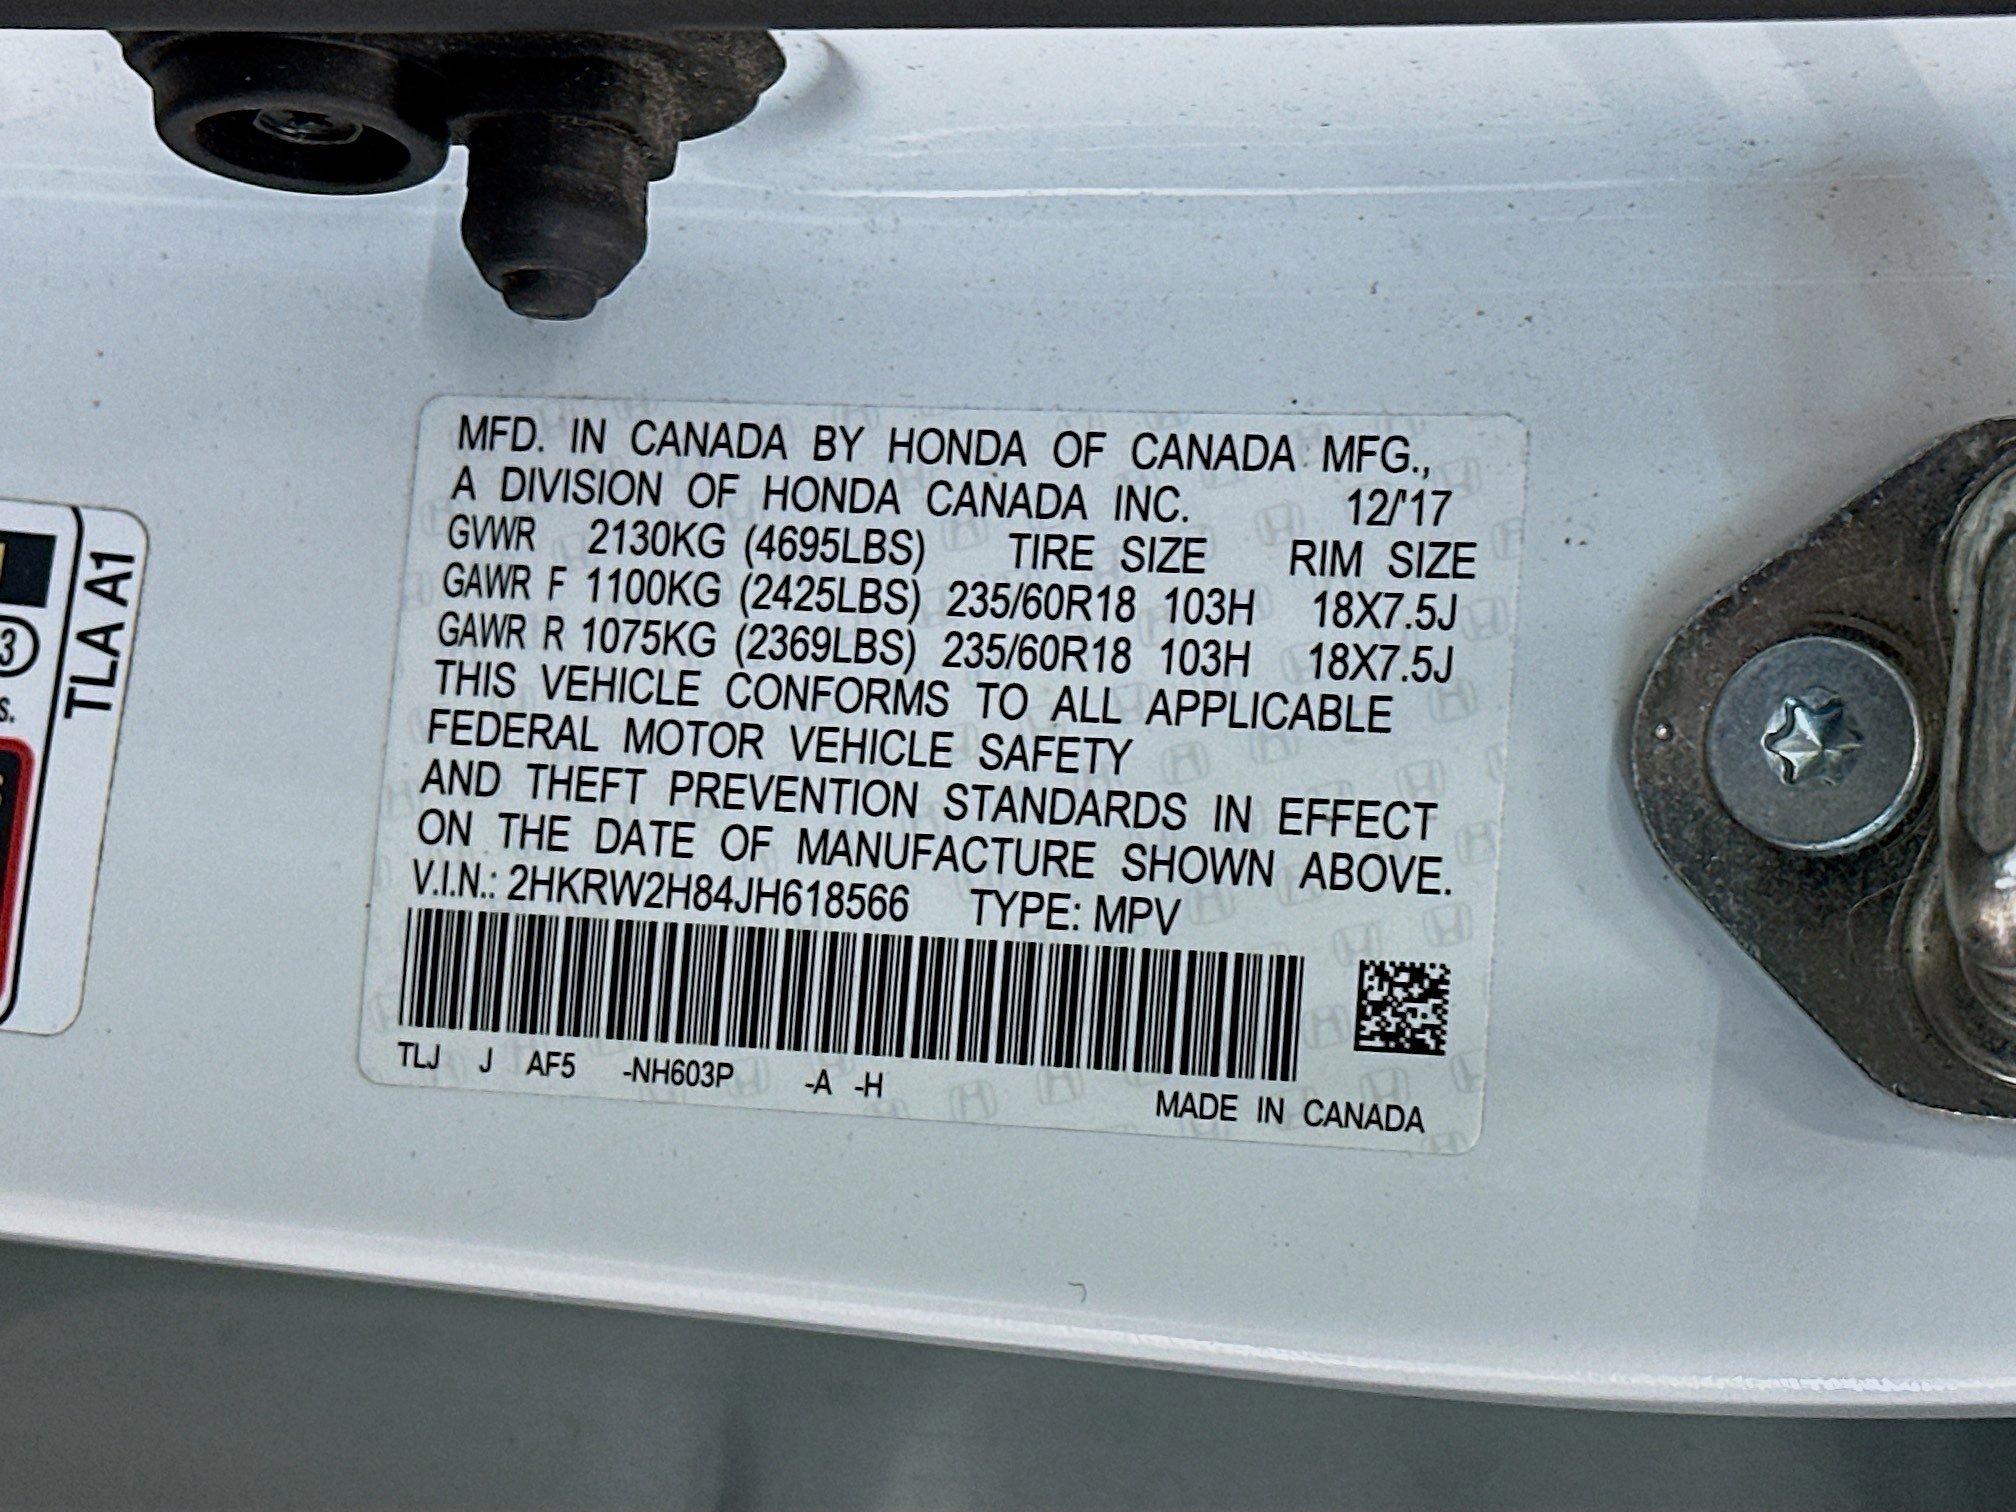 MFD. IN CANADA BY HONDA OF CANADA MFG.,
A DIVISION OF HONDA CANADA INC. 12/'17
GVWR 2130KG (4695LBS) TIRE SIZE RIM SIZE
GAWR F 1100KG (2425LBS) 235/60R18 103H 18X7.5J
GAWR R 1075KG (2369LBS) 235/60R18 103H 18X7.5J
THIS VEHICLE CONFORMS TO ALL APPLICABLE
FEDERAL MOTOR VEHICLE SAFETY
AND THEFT PREVENTION STANDARDS IN EFFECT
ON THE DATE OF MANUFACTURE SHOWN ABOVE.
V.I.N.: 2HKRW2H84JH618566 TYPE: MPV
TLJ J AF5 -NH603P -A -H
MADE IN CANADA
TLA A1
3